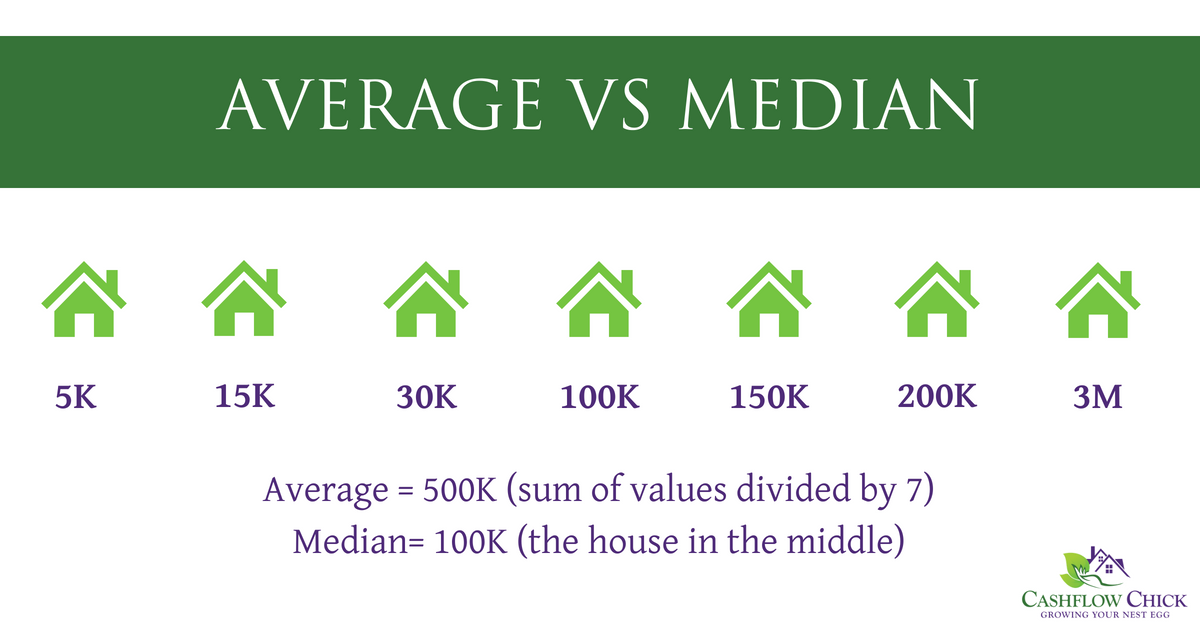 AVERAGE VS MEDIAN
5K 15K 30K 100K 150K 200K 3M
Average = 500K (sum of values divided by 7)
Median= 100K (the house in the middle)
CASHFLOW CHICK
GROWING YOUR NEST EGG